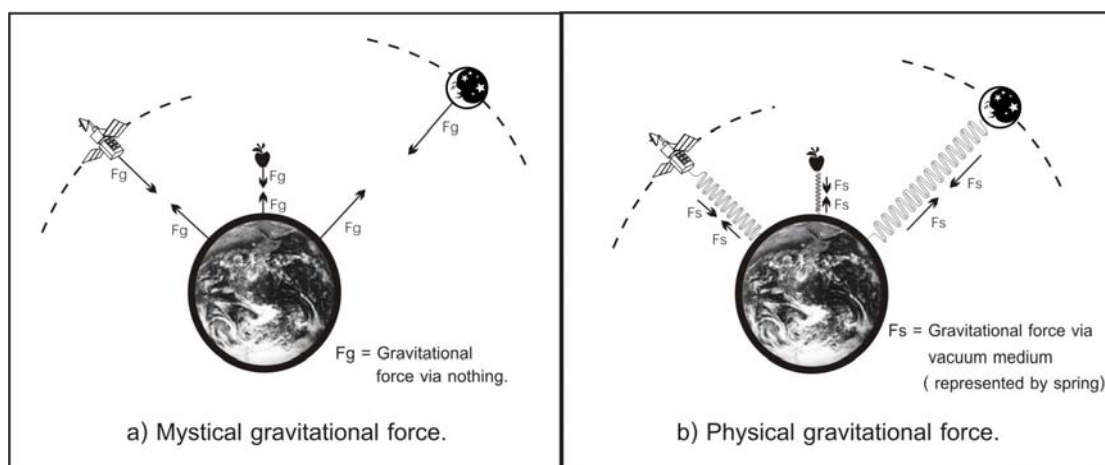 Fg
Fg
Fg
Fg
Fg
Fg
Fg = Gravitational
force via nothing.
a) Mystical gravitational force.
Fs
Fs
Fs
Fs
Fs
Fs
Fs = Gravitational force via
vacuum medium
( represented by spring)
b) Physical gravitational force.